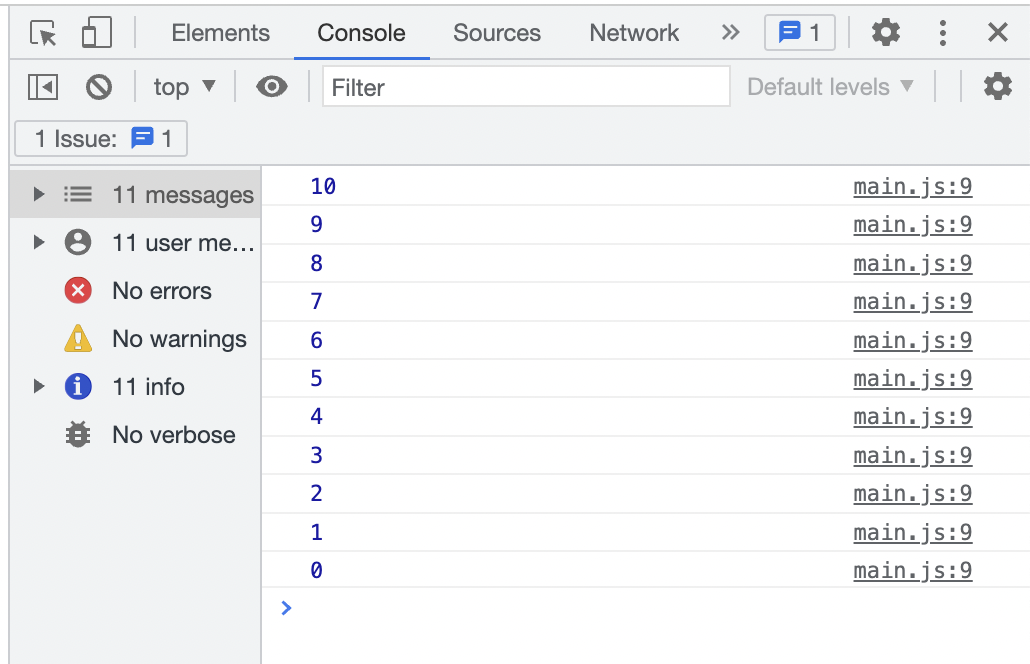 Elements Console Sources Network 1
top Filter Default levels
1 Issue: 1
11 messages
11 user me…
No errors
No warnings
11 info
No verbose
10 main.js:9
9 main.js:9
8 main.js:9
7 main.js:9
6 main.js:9
5 main.js:9
4 main.js:9
3 main.js:9
2 main.js:9
1 main.js:9
0 main.js:9